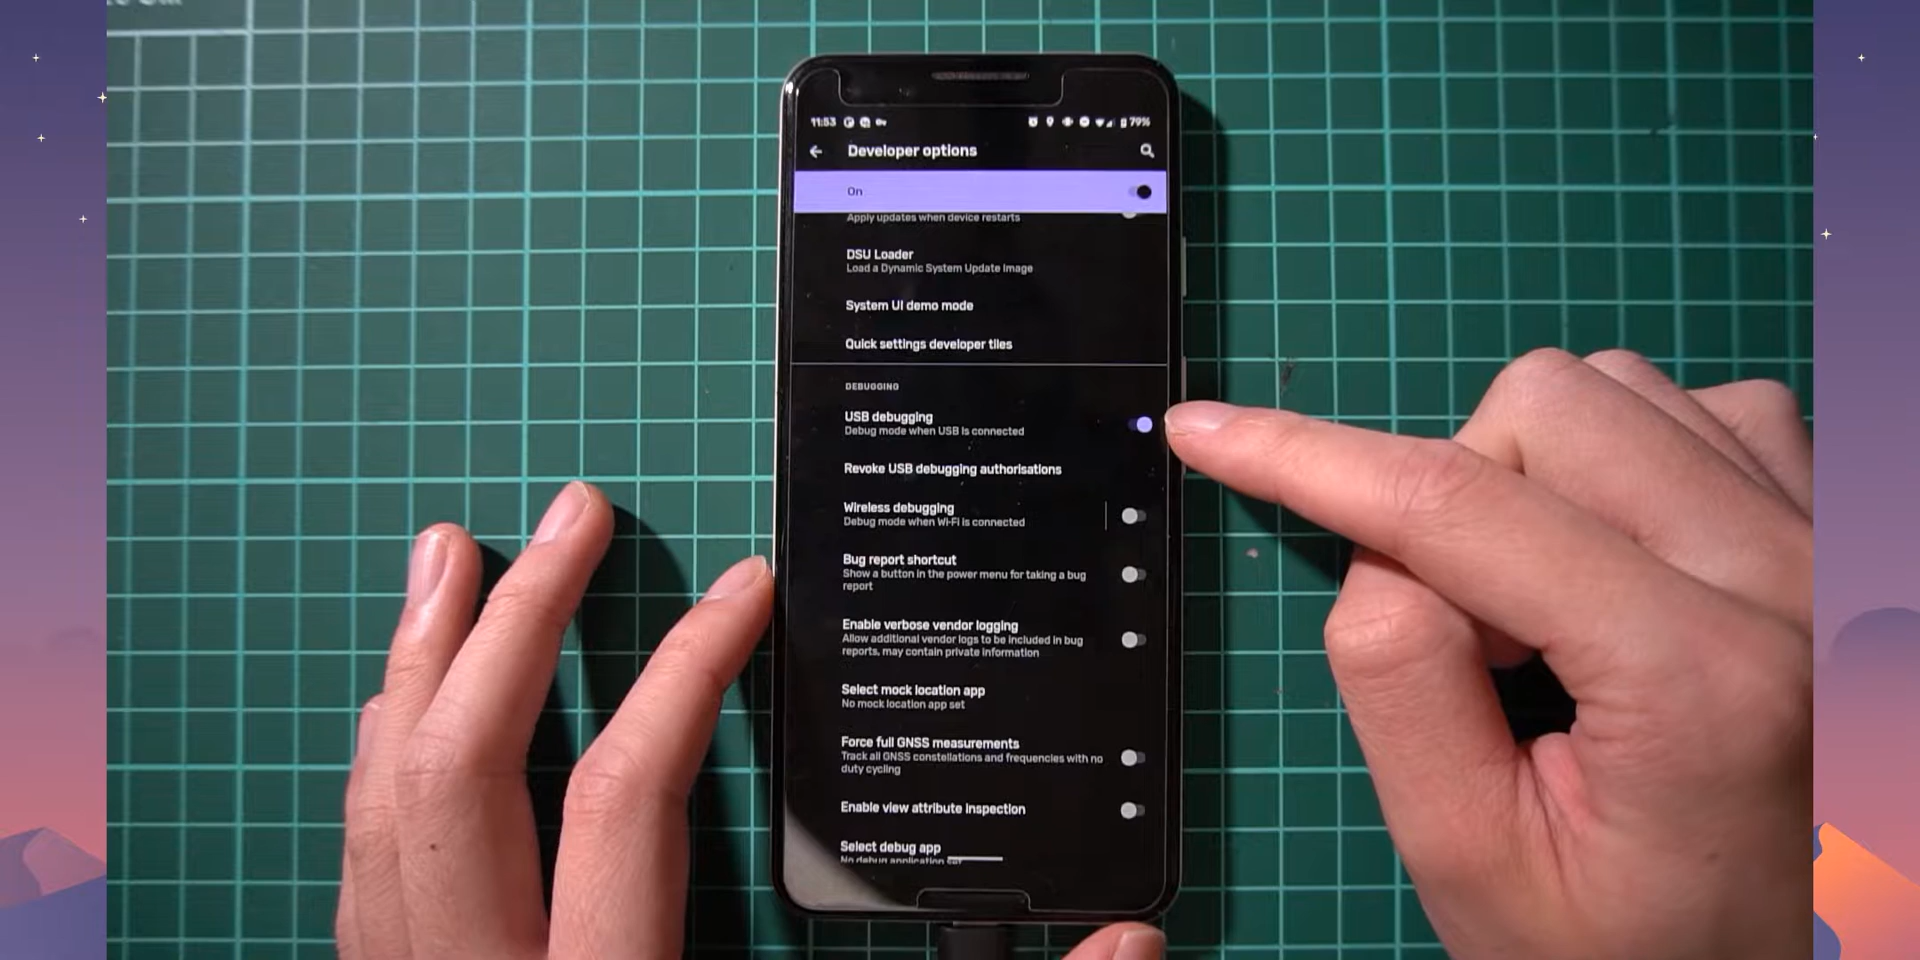 11:53
79%
Developer options
On
Apply updates when device restarts
DSU Loader
Load a Dynamic System Update Image
System UI demo mode
Quick settings developer tiles
DEBUGGING
USB debugging
Debug mode when USB is connected
Revoke USB debugging authorisations
Wireless debugging
Debug mode when Wi-Fi is connected
Bug report shortcut
Show a button in the power menu for taking a bug
report
Enable verbose vendor logging
Allow additional vendor logs to be included in bug
reports, may contain private information
Select mock location app
No mock location app set
Force full GNSS measurements
Track all GNSS constellations and frequencies with no
duty cycling
Enable view attribute inspection
Select debug app
No debug application set